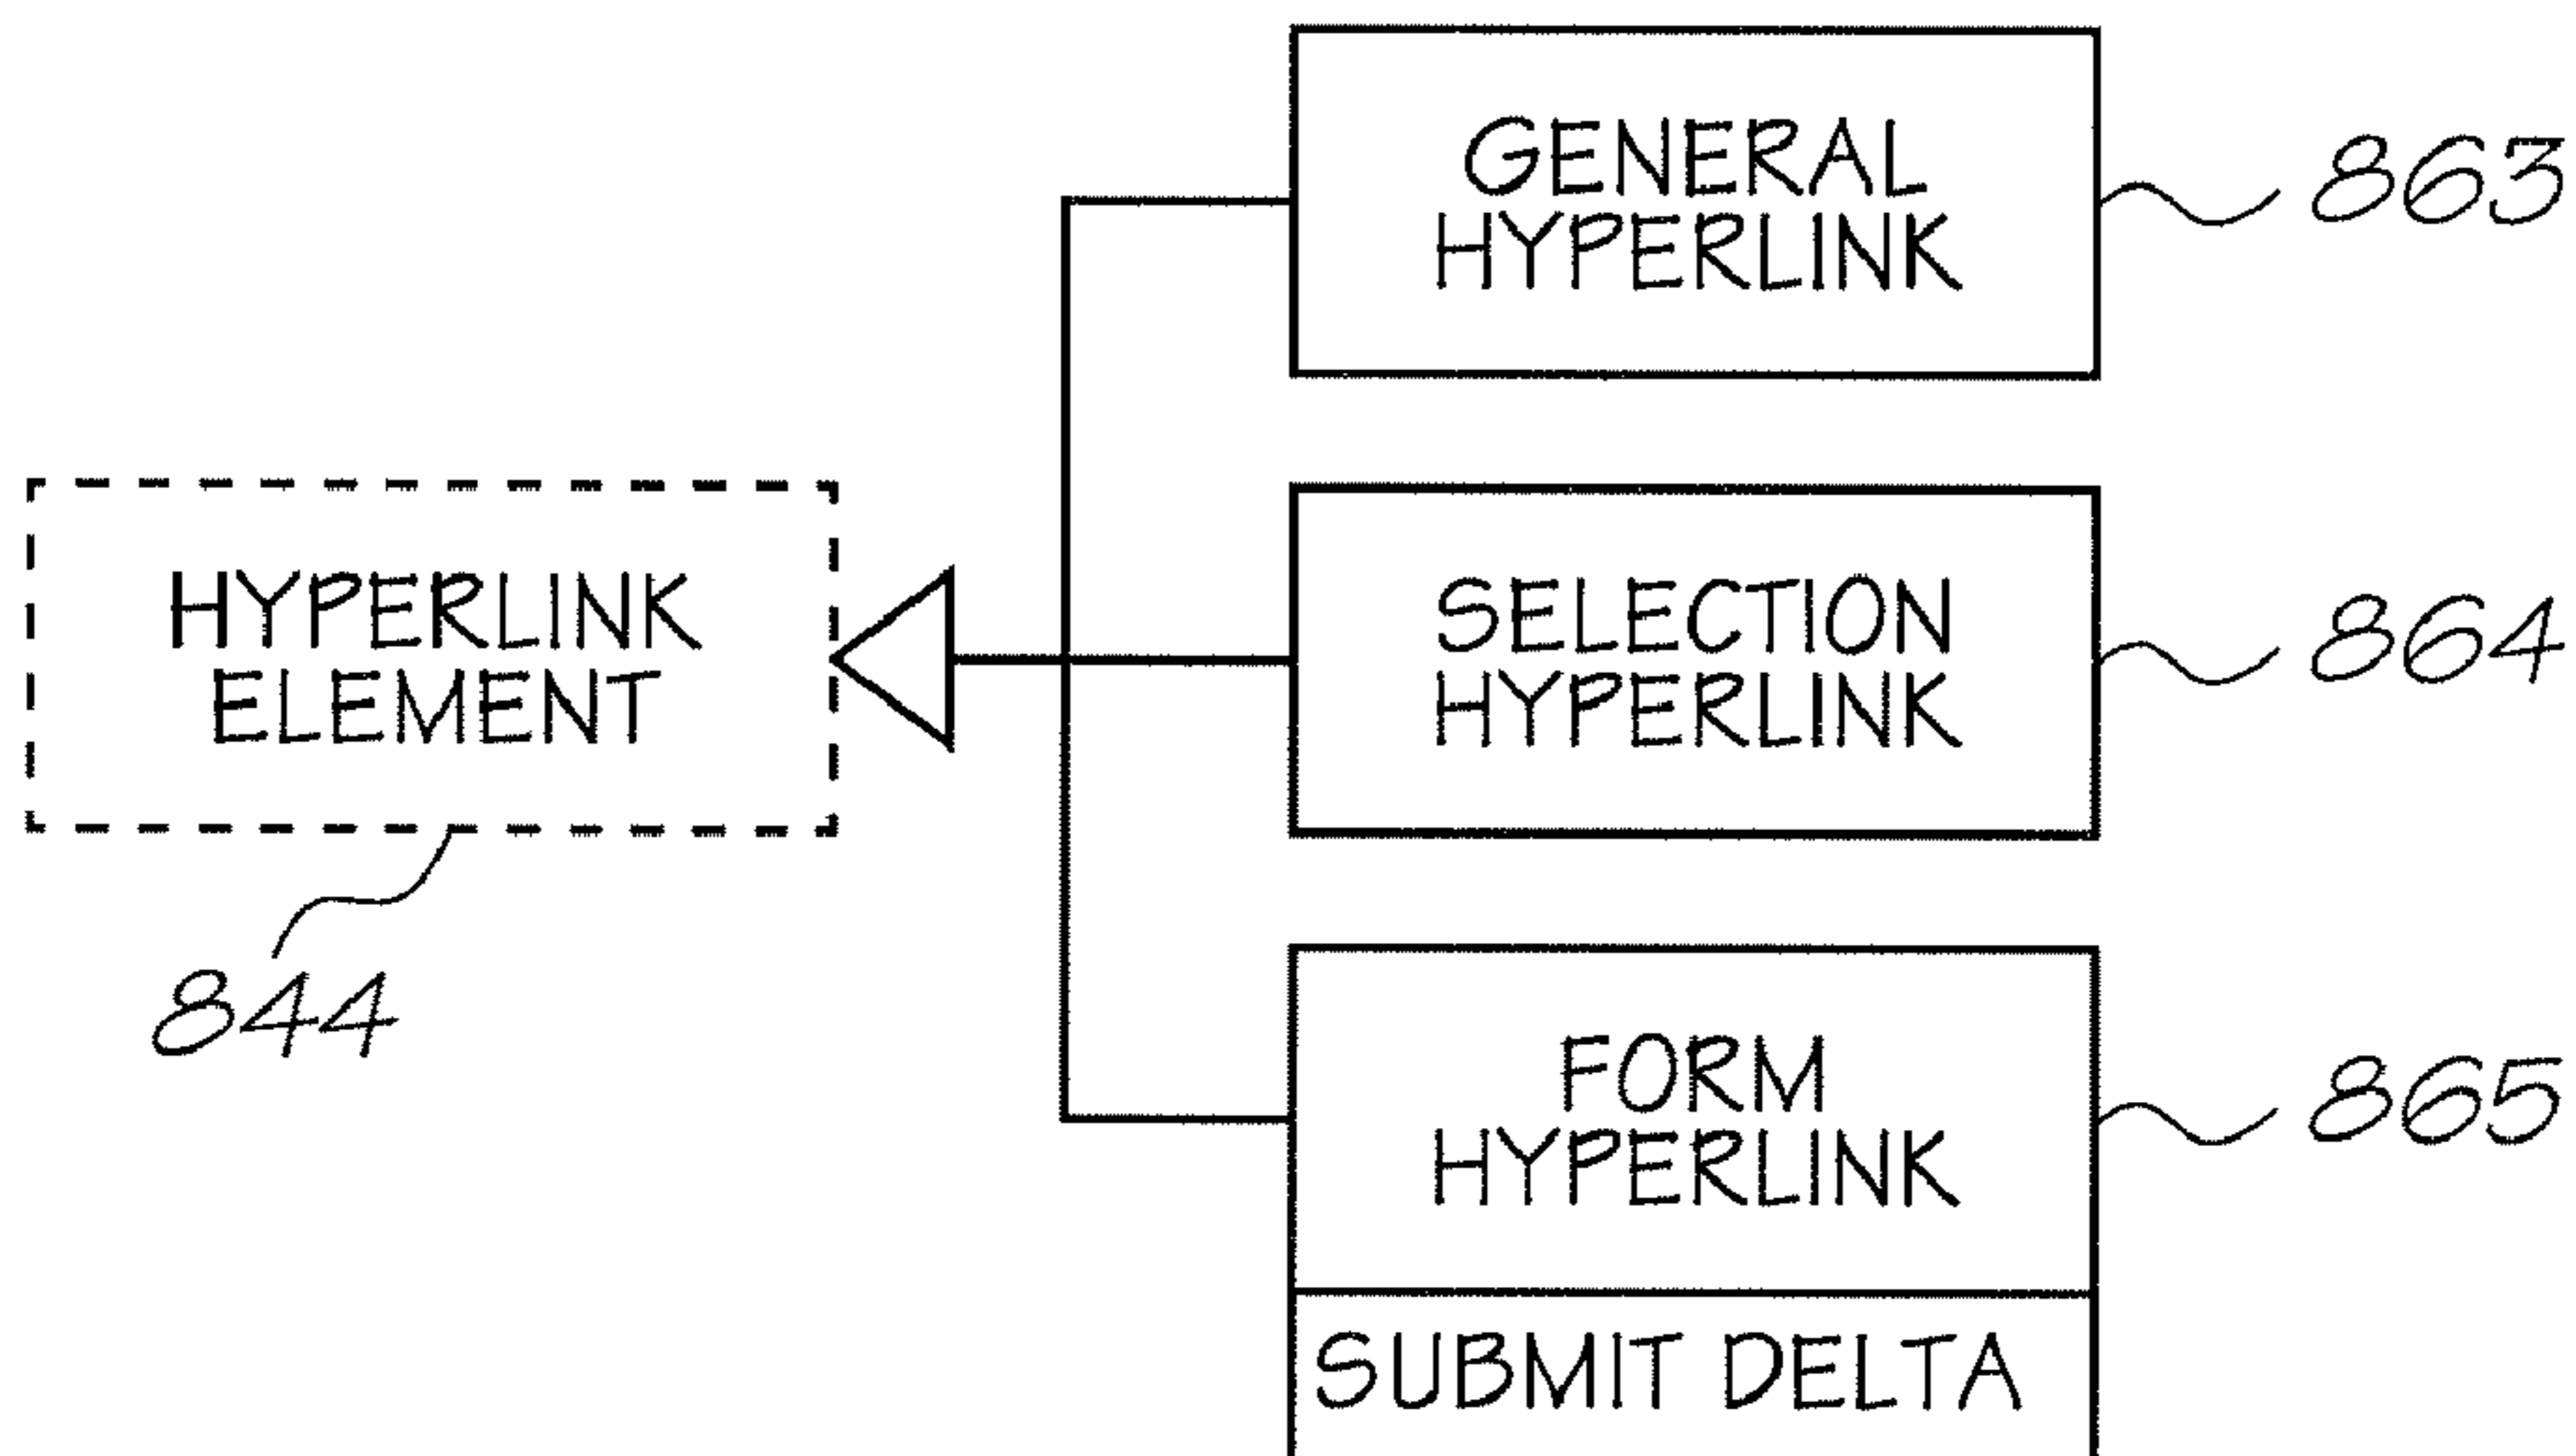 GENERAL
HYPERLINK
863
HYPERLINK
ELEMENT
844
SELECTION
HYPERLINK
864
FORM
HYPERLINK
865
SUBMIT DELTA